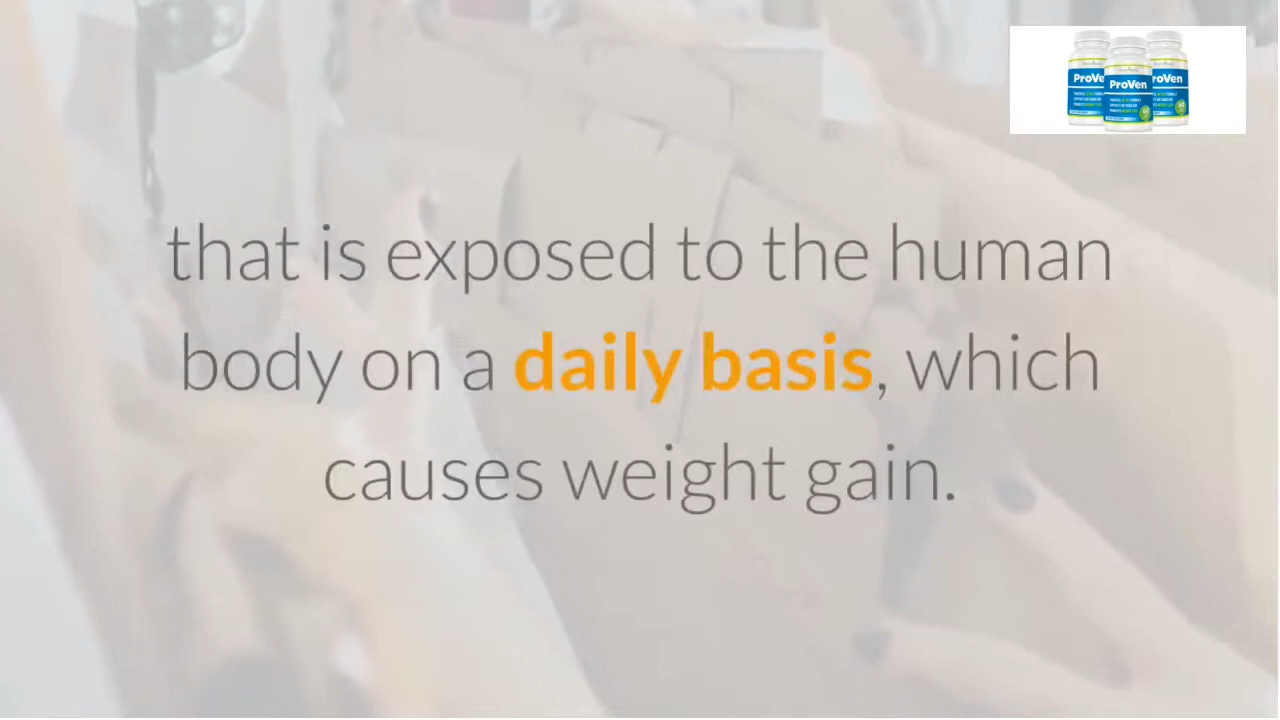 that is exposed to the human
body on a daily basis, which
causes weight gain.
ProVen
ProVen
roVen